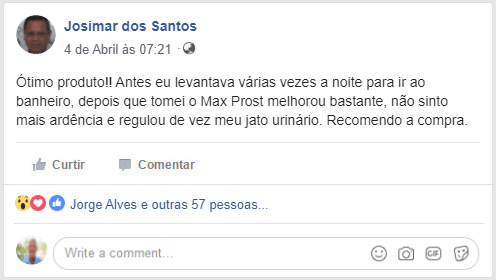 Josimar dos Santos
4 de Abril às 07:21 ·
Ótimo produto!! Antes eu levantava várias vezes a noite para ir ao
banheiro, depois que tomei o Max Prost melhorou bastante, não sinto
mais ardência e regulou de vez meu jato urinário. Recomendo a compra.
Curtir Comentar
Jorge Alves e outras 57 pessoas...
Write a comment...
GIF